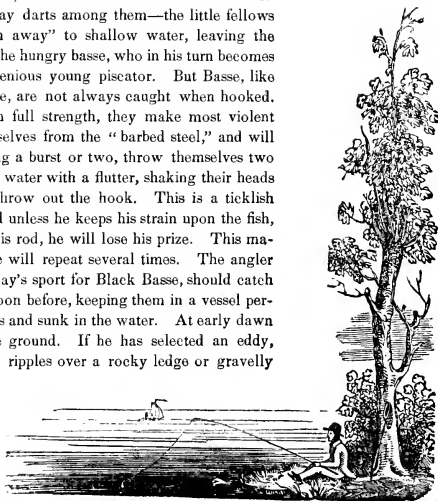 ay darts among them—the little fellows
away" to shallow water, leaving the
he hungry basse, who in his turn becomes
enious young piscator. But Basse, like
e, are not always caught when hooked.
full strength, they make most violent
selves from the "barbed steel," and will
g a burst or two, throw themselves two
water with a flutter, shaking their heads
hrow out the hook. This is a ticklish
l unless he keeps his strain upon the fish,
is rod, he will lose his prize. This ma-
e will repeat several times. The angler
ay's sport for Black Basse, should catch
oon before, keeping them in a vessel per-
s and sunk in the water. At early dawn
e ground. If he has selected an eddy,
ripples over a rocky ledge or gravelly